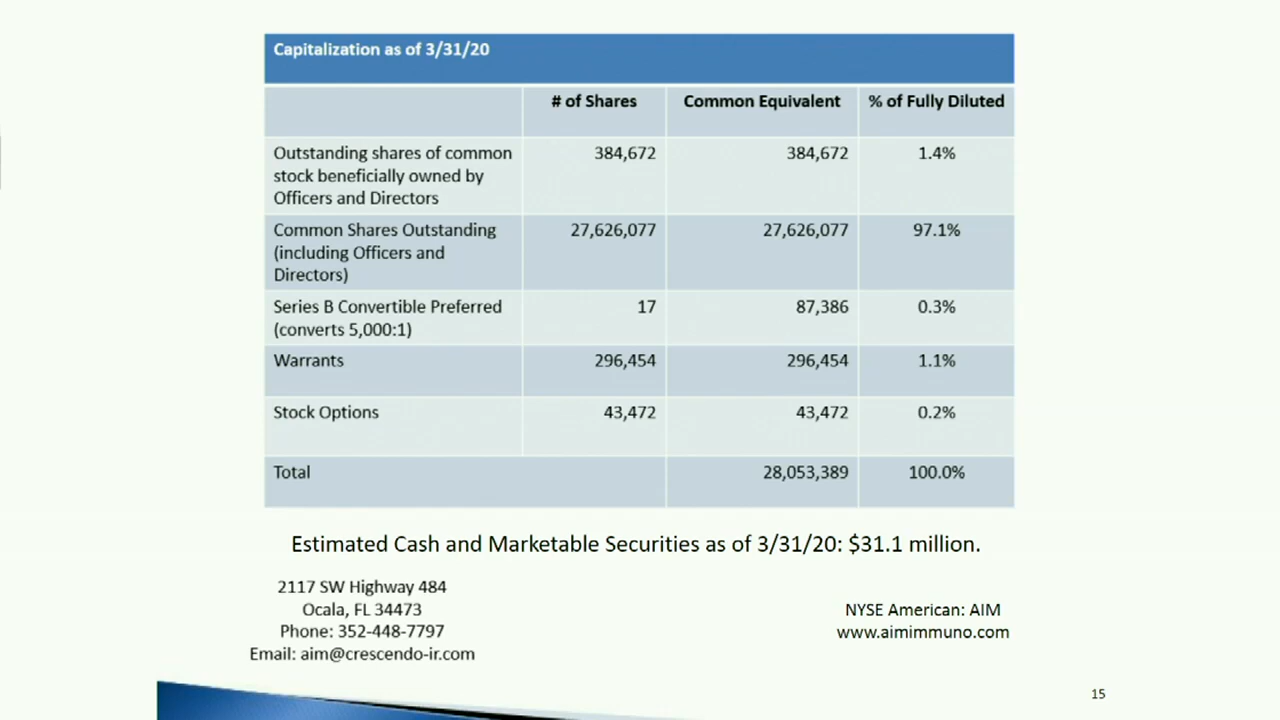 Capitalization as of 3/31/20
# of Shares Common Equivalent % of Fully Diluted
Outstanding shares of common 384,672 384,672 1.4%
stock beneficially owned by
Officers and Directors
Common Shares Outstanding 27,626,077 27,626,077 97.1%
(including Officers and
Directors)
Series B Convertible Preferred 17 87,386 0.3%
(converts 5,000:1)
Warrants 296,454 296,454 1.1%
Stock Options 43,472 43,472 0.2%
Total 28,053,389 100.0%
Estimated Cash and Marketable Securities as of 3/31/20: $31.1 million.
2117 SW Highway 484
Ocala, FL 34473
Phone: 352-448-7797
Email: aim@crescendo-ir.com
NYSE American: AIM
www.aimimmuno.com
15